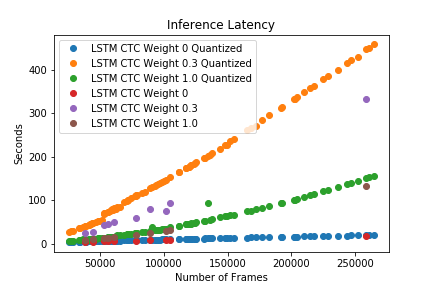 Inference Latency
LSTM CTC Weight 0 Quantized
LSTM CTC Weight 0.3 Quantized
LSTM CTC Weight 1.0 Quantized
LSTM CTC Weight 0
LSTM CTC Weight 0.3
LSTM CTC Weight 1.0
Seconds
400
300
200
100
0
50000 100000 150000 200000 250000
Number of Frames